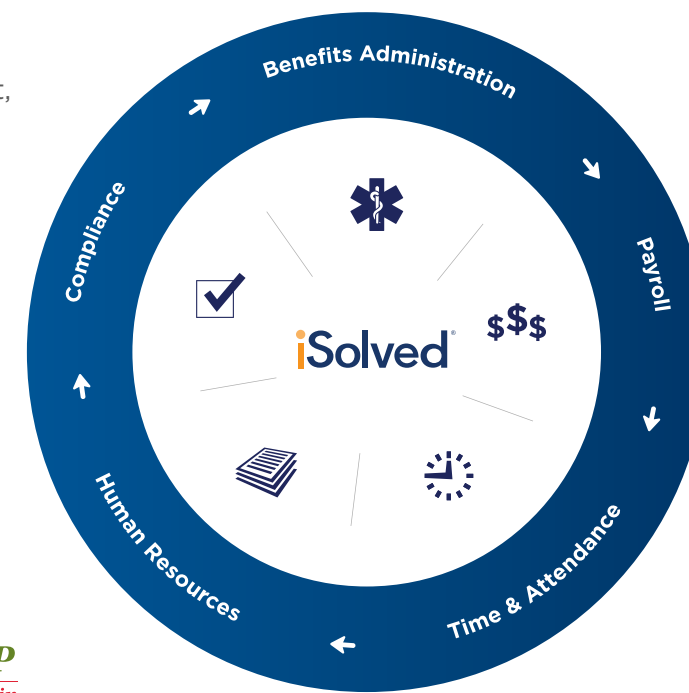 Benefits Administration
Compliance
Payroll
$$$
iSolved®
Human Resources
Time & Attendance
P